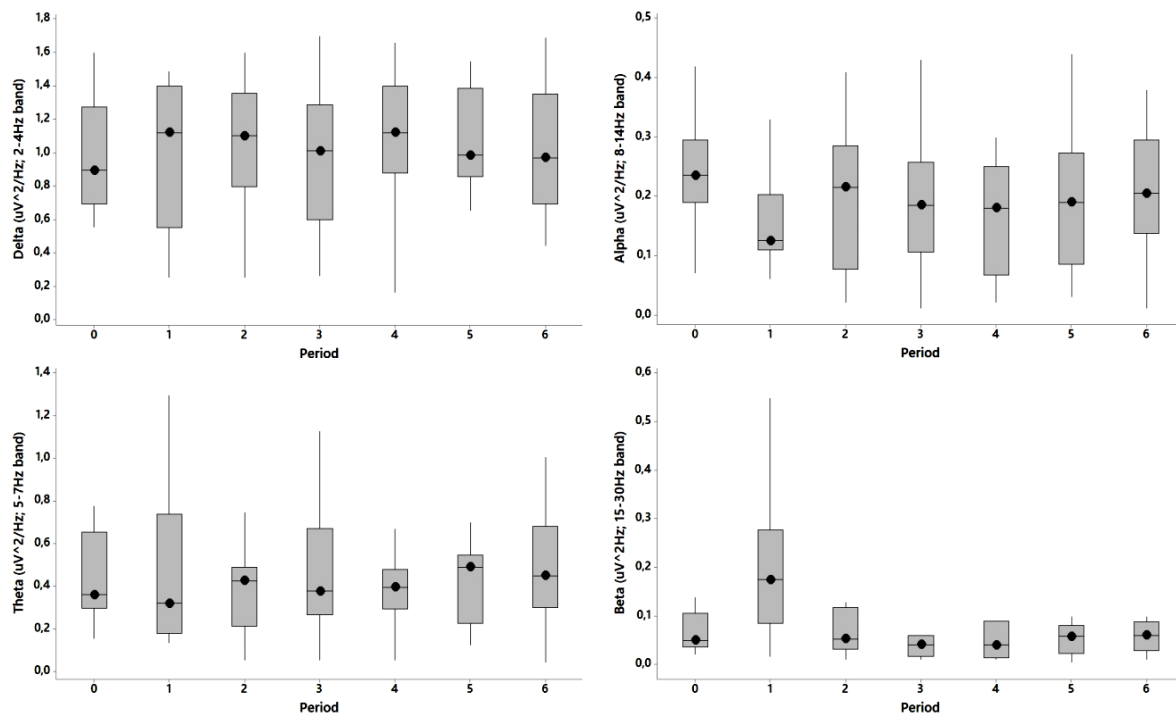 Delta (uV^2/Hz; 2-4Hz band)
1,8
1,6
1,4
1,2
1,0
0,8
0,6
0,4
0,2
0,0
0 1 2 3 4 5 6
Period
Alpha (uV^2/Hz; 8-14Hz band)
0,5
0,4
0,3
0,2
0,1
0,0
0 1 2 3 4 5 6
Period
Theta (uV^2/Hz; 5-7Hz band)
1,4
1,2
1,0
0,8
0,6
0,4
0,2
0,0
0 1 2 3 4 5 6
Period
Beta (uV^2Hz; 15-30Hz band)
0,6
0,5
0,4
0,3
0,2
0,1
0,0
0 1 2 3 4 5 6
Period